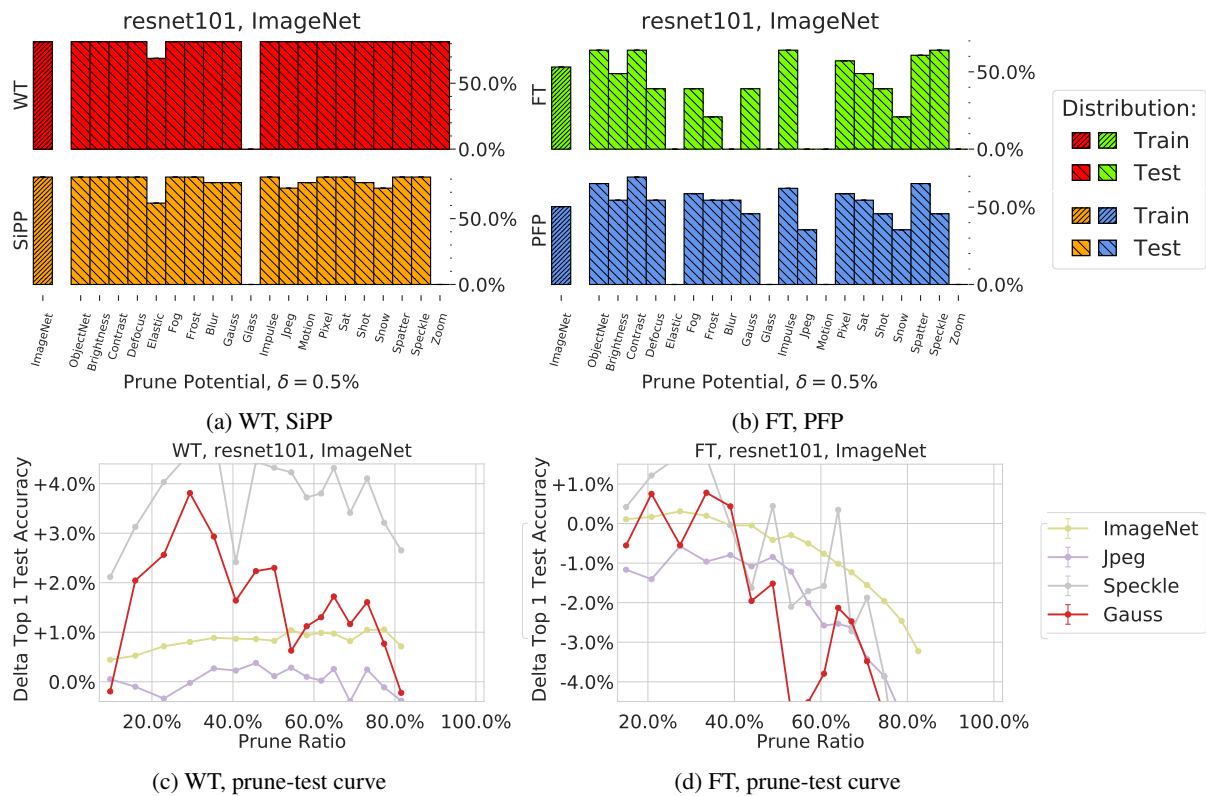 resnet101, ImageNet
WT
50.0%
0.0%
SiPP
50.0%
0.0%
ImageNet
ObjectNet
Brightness
Contrast
Defocus
Elastic
Fog
Frost
Blur
Gauss
Glass
Impulse
Jpeg
Motion
Pixel
Sat
Shot
Snow
Spatter
Speckle
Zoom
Prune Potential, δ = 0.5%
(a) WT, SiPP
resnet101, ImageNet
FT
50.0%
0.0%
PFP
50.0%
0.0%
ImageNet
ObjectNet
Brightness
Contrast
Defocus
Elastic
Fog
Frost
Blur
Gauss
Glass
Impulse
Jpeg
Motion
Pixel
Sat
Shot
Snow
Spatter
Speckle
Zoom
Prune Potential, δ = 0.5%
(b) FT, PFP
Distribution:
Train
Test
Train
Test
WT, resnet101, ImageNet
Delta Top 1 Test Accuracy
+4.0%
+3.0%
+2.0%
+1.0%
0.0%
20.0% 40.0% 60.0% 80.0% 100.0%
Prune Ratio
(c) WT, prune-test curve
FT, resnet101, ImageNet
Delta Top 1 Test Accuracy
+1.0%
0.0%
-1.0%
-2.0%
-3.0%
-4.0%
20.0% 40.0% 60.0% 80.0% 100.0%
Prune Ratio
(d) FT, prune-test curve
ImageNet
Jpeg
Speckle
Gauss